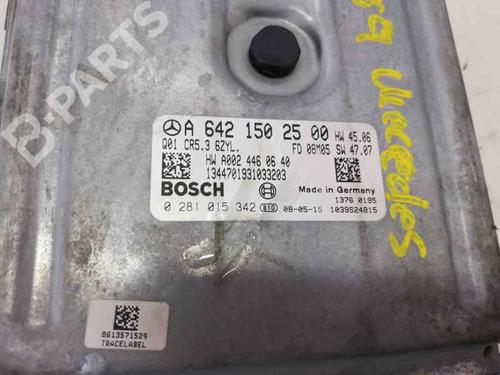 A 642 150 25 00 HW 45.06
Q01 CR5.3 6ZYL. FD 08M05 SW 47.07
HW A002 446 06 40
1344701931033203
BOSCH Made in Germany
1376 0195
0 281 015 342 610 08-05-15 1039S24815
8613571529
TRACELABEL
Mercedes
B-PARTS